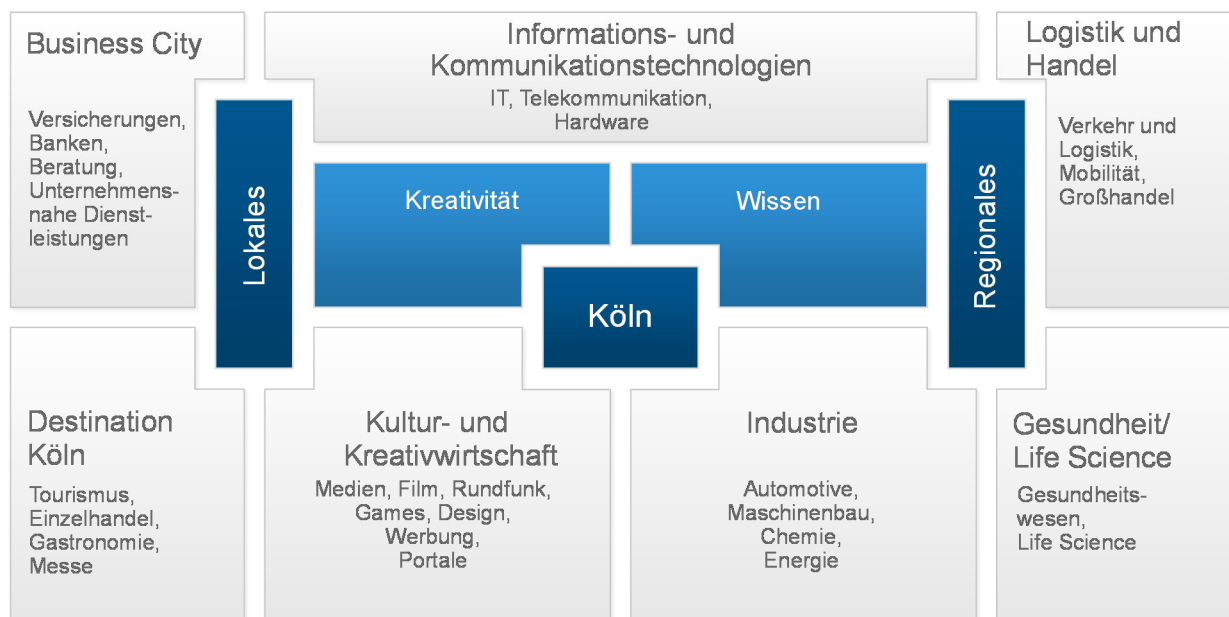 Business City
Versicherungen,
Banken,
Beratung,
Unternehmens-
nahe Dienst-
leistungen
Informations- und
Kommunikationstechnologien
IT, Telekommunikation,
Hardware
Logistik und
Handel
Verkehr und
Logistik,
Mobilität,
Großhandel
Lokales
Kreativität
Wissen
Köln
Regionales
Destination
Köln
Tourismus,
Einzelhandel,
Gastronomie,
Messe
Kultur- und
Kreativwirtschaft
Medien, Film, Rundfunk,
Games, Design,
Werbung,
Portale
Industrie
Automotive,
Maschinenbau,
Chemie,
Energie
Gesundheit/
Life Science
Gesundheits-
wesen,
Life Science